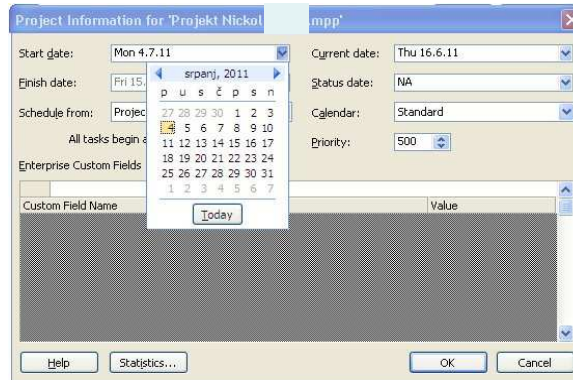 Project Information for 'Projekt Nickol .mpp'
Start date: Mon 4.7.11 Current date: Thu 16.6.11
srpanj, 2011
Finish date: Fri 15. Status date: NA
p u s č p s n
27 28 29 30 1 2 3
Schedule from: Projec Calendar: Standard
4 5 6 7 8 9 10
All tasks begin a Priority: 500
11 12 13 14 15 16 17
18 19 20 21 22 23 24
Enterprise Custom Fields
25 26 27 28 29 30 31
1 2 3 4 5 6 7
Custom Field Name Value
Today
Help Statistics... OK Cancel